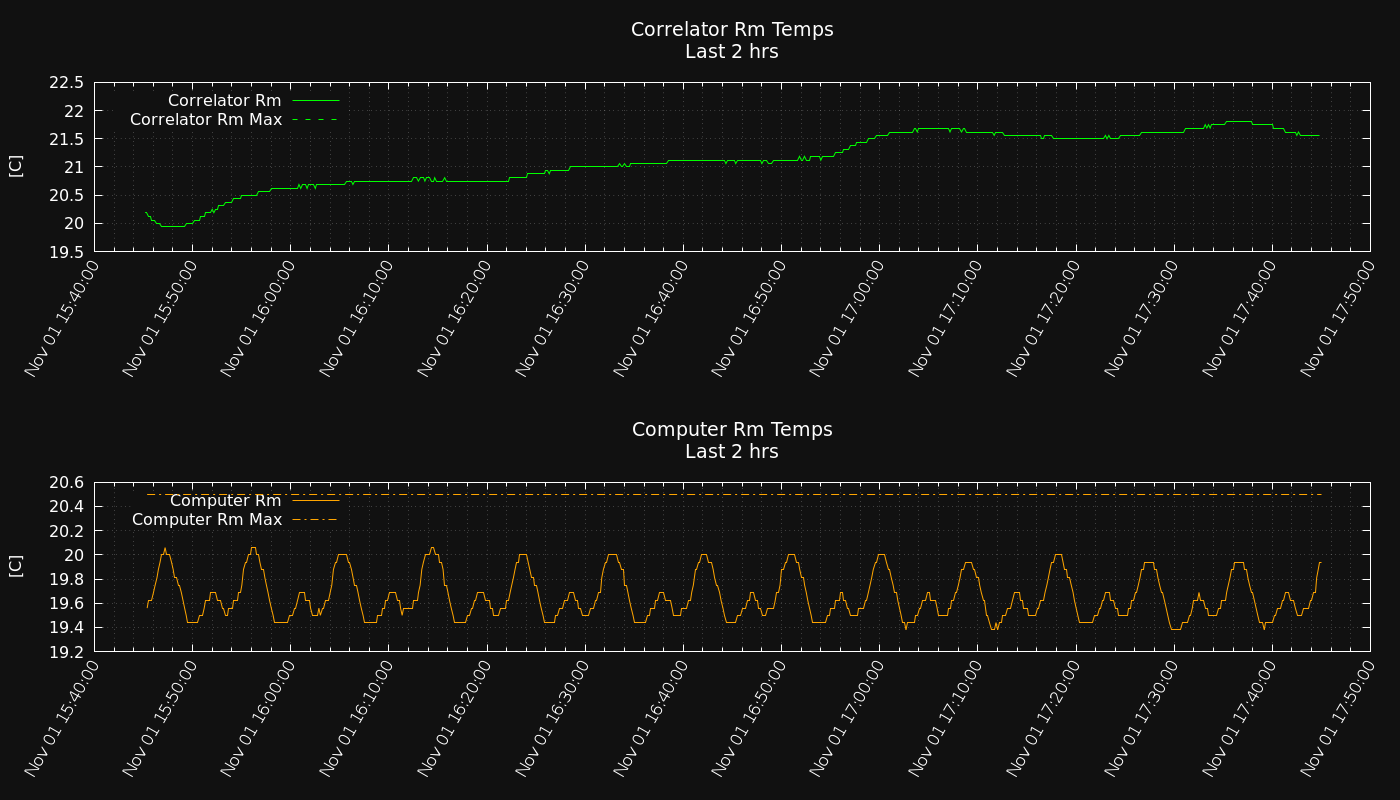 Correlator Rm Temps
Last 2 hrs
22.5
22
21.5
21
20.5
20
19.5
[C]
Correlator Rm
Correlator Rm Max
Nov 01 15:40:00
Nov 01 15:50:00
Nov 01 16:00:00
Nov 01 16:10:00
Nov 01 16:20:00
Nov 01 16:30:00
Nov 01 16:40:00
Nov 01 16:50:00
Nov 01 17:00:00
Nov 01 17:10:00
Nov 01 17:20:00
Nov 01 17:30:00
Nov 01 17:40:00
Nov 01 17:50:00
Computer Rm Temps
Last 2 hrs
20.6
20.4
20.2
20
19.8
19.6
19.4
19.2
[C]
Computer Rm
Computer Rm Max
Nov 01 15:40:00
Nov 01 15:50:00
Nov 01 16:00:00
Nov 01 16:10:00
Nov 01 16:20:00
Nov 01 16:30:00
Nov 01 16:40:00
Nov 01 16:50:00
Nov 01 17:00:00
Nov 01 17:10:00
Nov 01 17:20:00
Nov 01 17:30:00
Nov 01 17:40:00
Nov 01 17:50:00